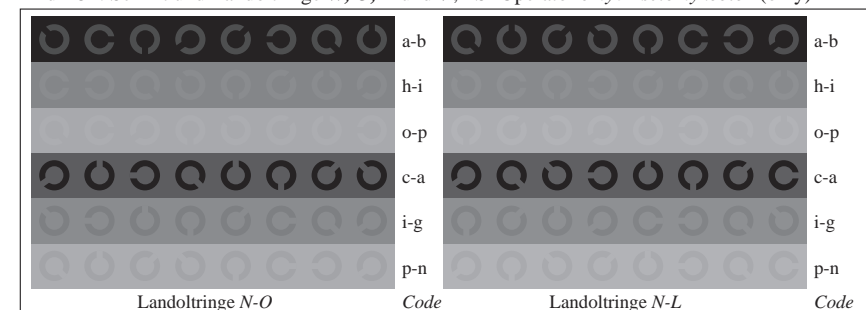 a-b a-b
h-i h-i
o-p o-p
c-a c-a
i-g i-g
p-n p-n
Landoltringe N-O Code Landoltringe N-L Code